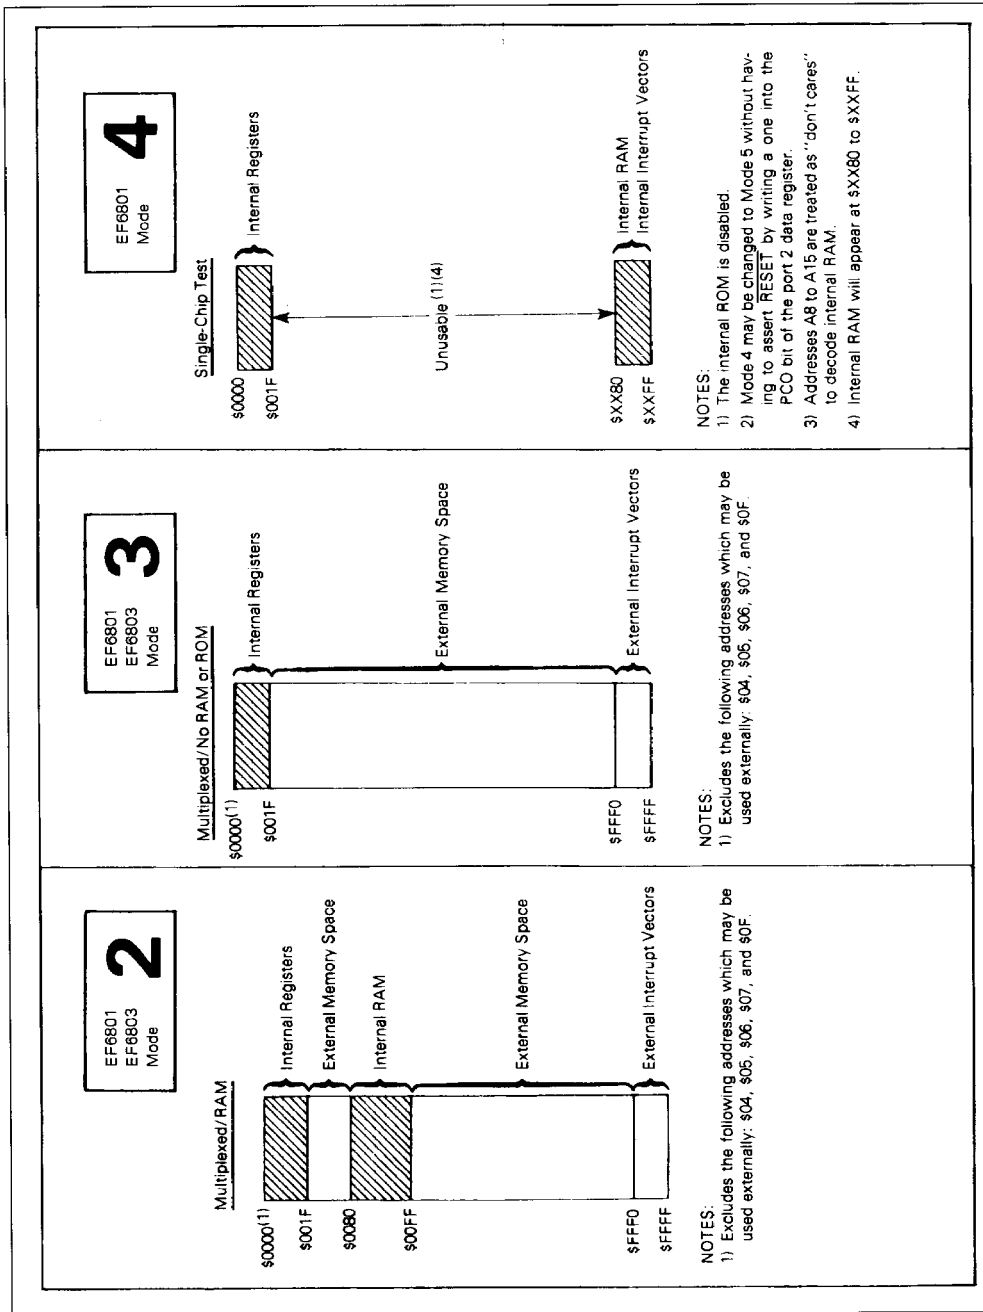 EF6801
EF6803
Mode
2
Multiplexed/RAM
$0000(1)
$001F
$0080
$00FF
$FFF0
$FFFF
Internal Registers
External Memory Space
Internal RAM
External Memory Space
External Interrupt Vectors
NOTES:
1) Excludes the following addresses which may be
used externally: $04, $05, $06, $07, and $0F.
EF6801
EF6803
Mode
3
Multiplexed/No RAM or ROM
$0000(1)
$001F
$FFF0
$FFFF
Internal Registers
External Memory Space
External Interrupt Vectors
NOTES:
1) Excludes the following addresses which may be
used externally: $04, $05, $06, $07, and $0F.
EF6801
Mode
4
Single-Chip Test
$0000
$001F
Internal Registers
Unusable (1)(4)
$XX80
$XXFF
Internal RAM
Internal Interrupt Vectors
NOTES:
1) The internal ROM is disabled.
2) Mode 4 may be changed to Mode 5 without hav-
ing to assert RESET by writing a one into the
PCO bit of the port 2 data register.
3) Addresses A8 to A15 are treated as "don't cares"
to decode internal RAM.
4) Internal RAM will appear at $XX80 to $XXFF.